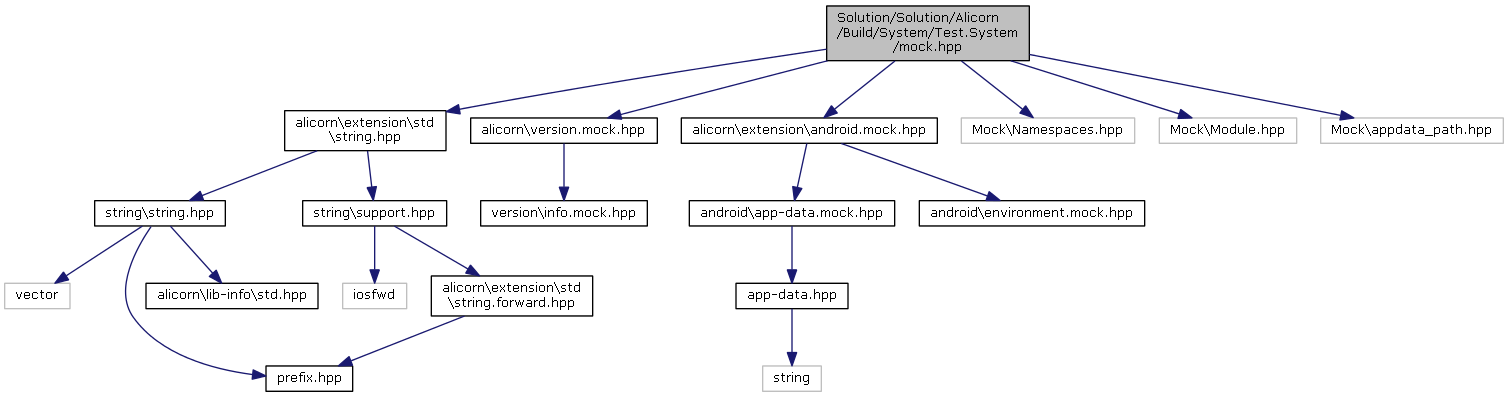 Solution/Solution/Alicorn
/Build/System/Test.System
/mock.hpp
alicorn\extension\std
\string.hpp
alicorn\version.mock.hpp
alicorn\extension\android.mock.hpp
Mock\Namespaces.hpp
Mock\Module.hpp
Mock\appdata_path.hpp
string\string.hpp
string\support.hpp
version\info.mock.hpp
android\app-data.mock.hpp
android\environment.mock.hpp
vector
alicorn\lib-info\std.hpp
iosfwd
alicorn\extension\std
\string.forward.hpp
app-data.hpp
prefix.hpp
string